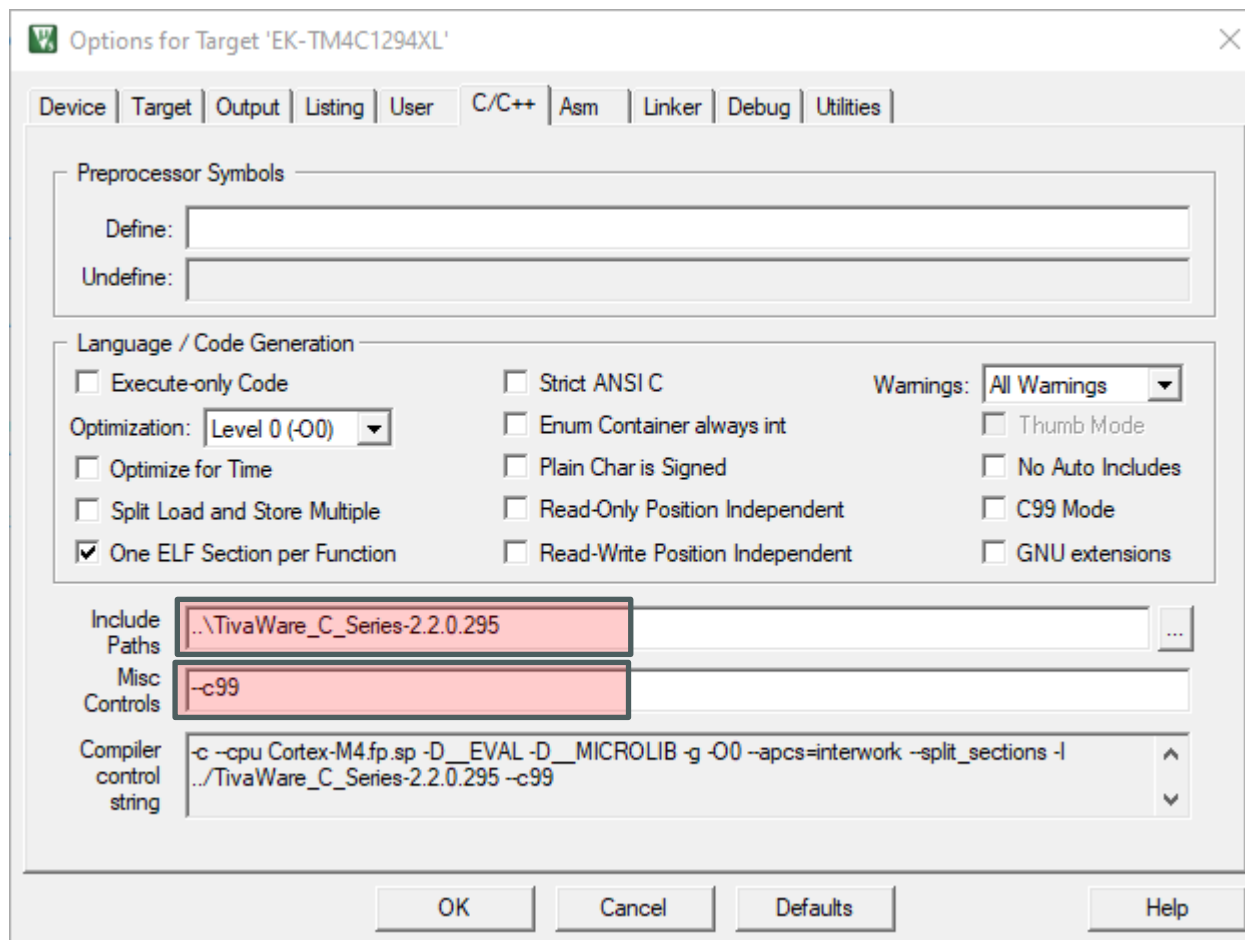 Options for Target 'EK-TM4C1294XL'
Device Target Output Listing User C/C++ Asm Linker Debug Utilities
Preprocessor Symbols
Define:
Undefine:
Language / Code Generation
Execute-only Code
Strict ANSI C
Warnings: All Warnings
Optimization: Level 0 (-O0)
Enum Container always int
Thumb Mode
Optimize for Time
Plain Char is Signed
No Auto Includes
Split Load and Store Multiple
Read-Only Position Independent
C99 Mode
One ELF Section per Function
Read-Write Position Independent
GNU extensions
Include
Paths
..\TivaWare_C_Series-2.2.0.295
...
Misc
Controls
--c99
Compiler
control
string
-c --cpu Cortex-M4.fp.sp -D__EVAL -D__MICROLIB -g -O0 --apcs=interwork --split_sections -I
../TivaWare_C_Series-2.2.0.295 --c99
OK Cancel Defaults Help